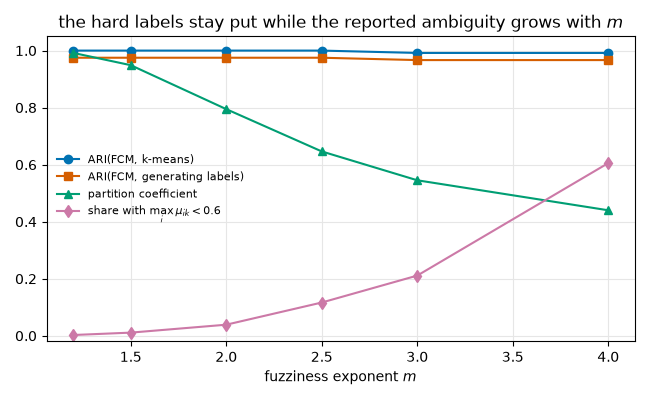 the hard labels stay put while the reported ambiguity grows with m
1.0
0.8
0.6
0.4
0.2
0.0
ARI(FCM, k-means)
ARI(FCM, generating labels)
partition coefficient
share with max_i μ_ik < 0.6
1.5 2.0 2.5 3.0 3.5 4.0
fuzziness exponent m